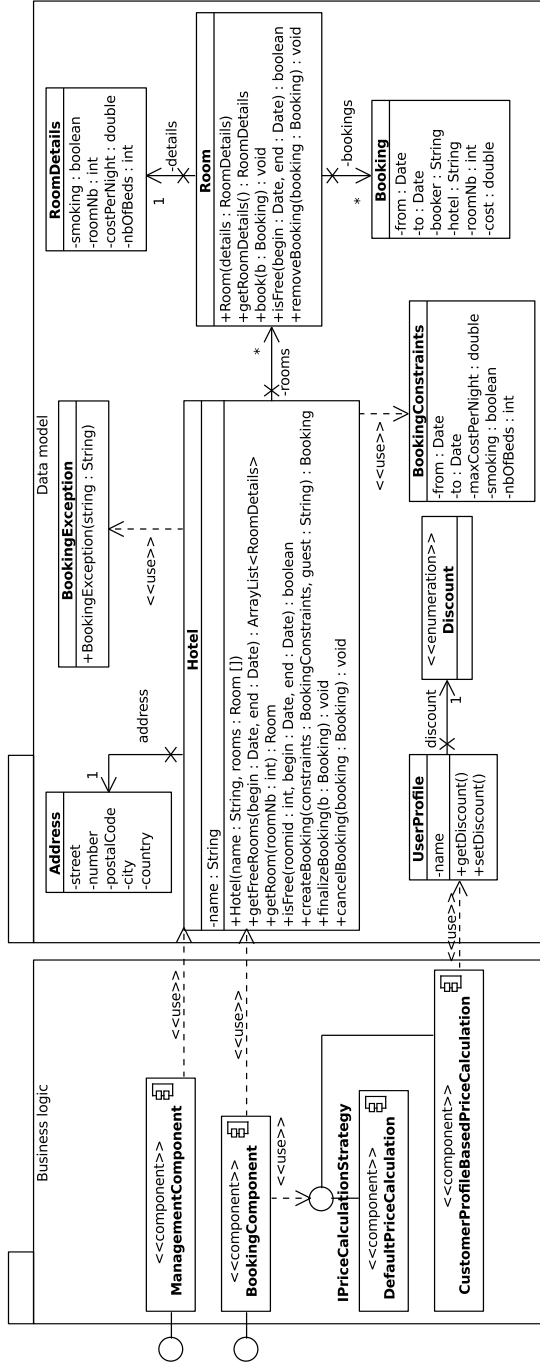 Business logic
<<component>>
ManagementComponent
<<use>>
<<component>>
BookingComponent
<<use>>
<<use>>
IPriceCalculationStrategy
<<component>>
DefaultPriceCalculation
<<component>>
CustomerProfileBasedPriceCalculation
<<use>>
Data model
Address
-street
-number
-postalCode
-city
-country
1
address
BookingException
+BookingException(string : String)
<<use>>
RoomDetails
-smoking : boolean
-roomNb : int
-costPerNight : double
-nbOfBeds : int
1
-details
Hotel
-name : String
+Hotel(name : String, rooms : Room [])
+getFreeRooms(begin : Date, end : Date) : ArrayList<RoomDetails>
+getRoom(roomNb : int) : Room
+isFree(roomid : int, begin : Date, end : Date) : boolean
+createBooking(constraints : BookingConstraints, guest : String) : Booking
+finalizeBooking(b : Booking) : void
+cancelBooking(booking : Booking) : void
*
-rooms
Room
+Room(details : RoomDetails)
+getRoomDetails() : RoomDetails
+book(b : Booking) : void
+isFree(begin : Date, end : Date) : boolean
+removeBooking(booking : Booking) : void
-bookings
*
<<use>>
UserProfile
-name
+getDiscount()
+setDiscount()
discount
1
<<enumeration>>
Discount
BookingConstraints
-from : Date
-to : Date
-maxCostPerNight : double
-smoking : boolean
-nbOfBeds : int
Booking
-from : Date
-to : Date
-booker : String
-hotel : String
-roomNb : int
-cost : double